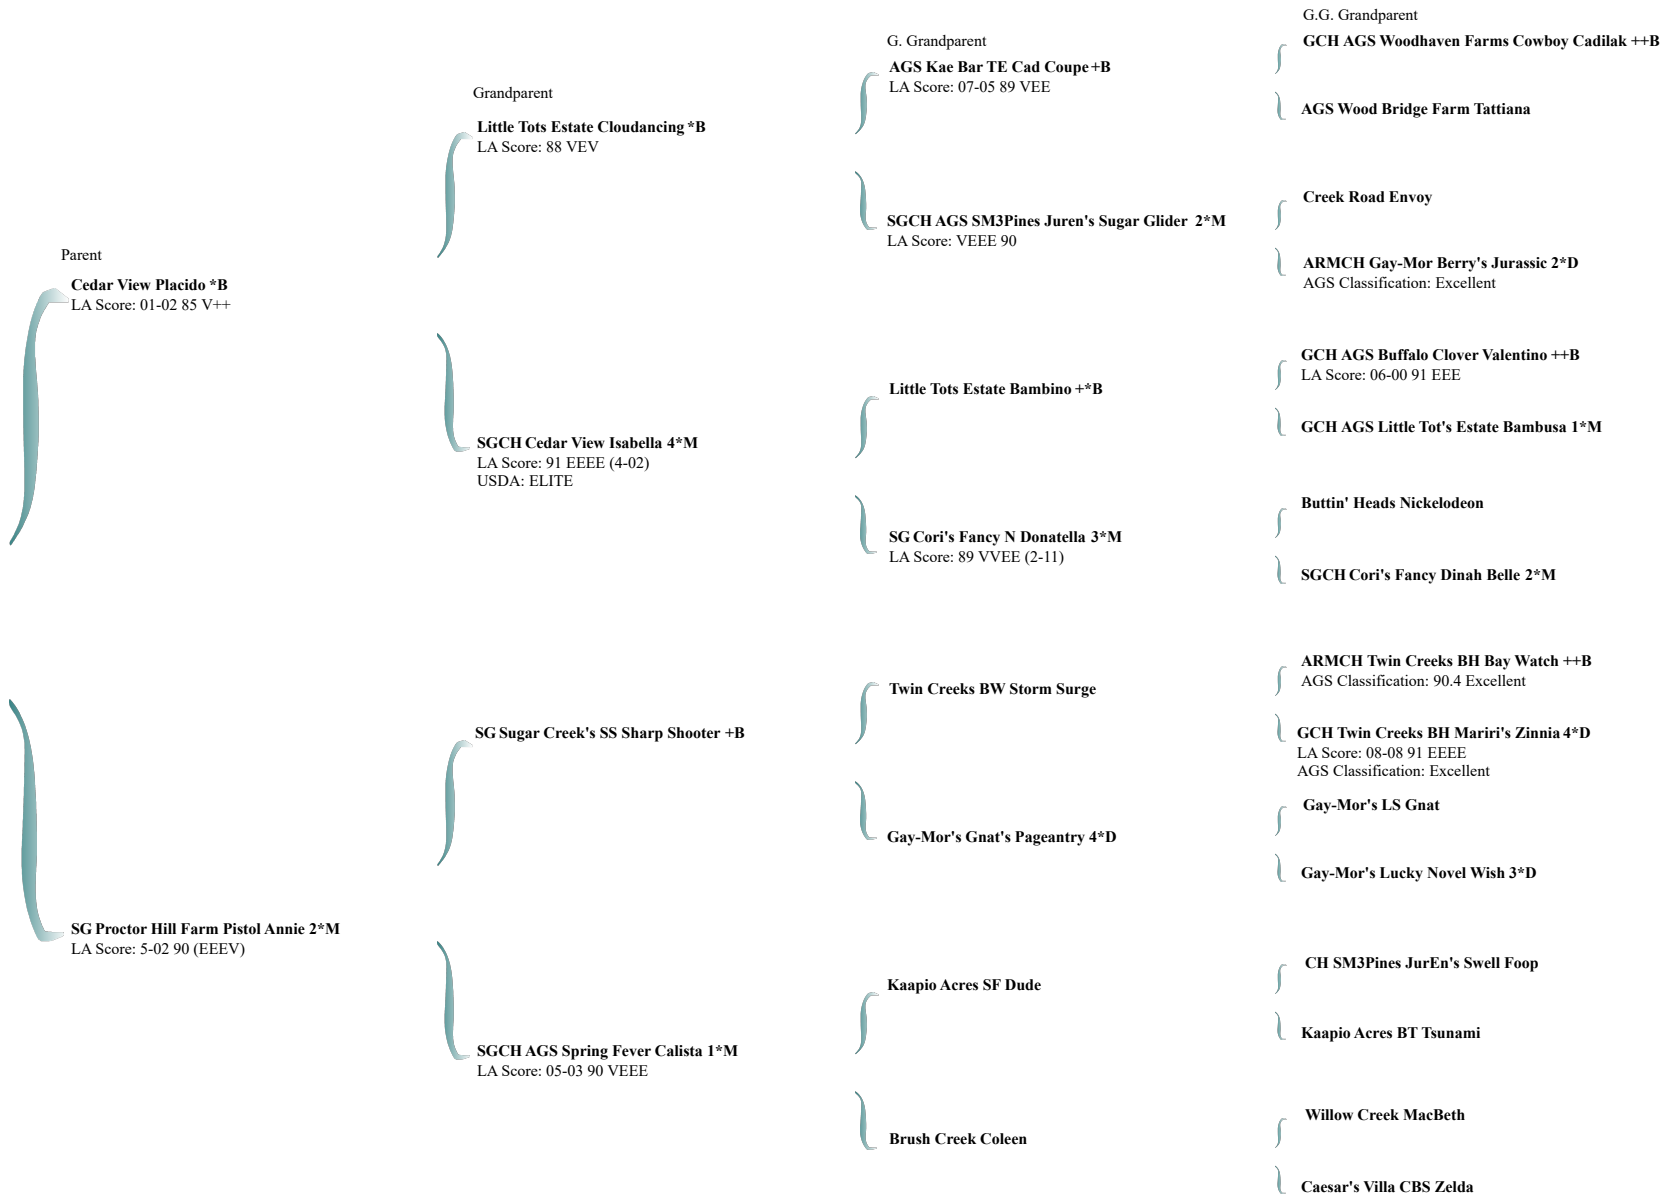 Parent
Cedar View Placido *B
LA Score: 01-02 85 V++
SG Proctor Hill Farm Pistol Annie 2*M
LA Score: 5-02 90 (EEEV)
Grandparent
Little Tots Estate Cloudancing *B
LA Score: 88 VEV
SGCH Cedar View Isabella 4*M
LA Score: 91 EEEE (4-02)
USDA: ELITE
SG Sugar Creek's SS Sharp Shooter +B
SGCH AGS Spring Fever Calista 1*M
LA Score: 05-03 90 VEEE
G. Grandparent
AGS Kae Bar TE Cad Coupe +B
LA Score: 07-05 89 VEE
SGCH AGS SM3Pines Juren's Sugar Glider 2*M
LA Score: VEEE 90
Little Tots Estate Bambino +*B
SG Cori's Fancy N Donatella 3*M
LA Score: 89 VVEE (2-11)
Twin Creeks BW Storm Surge
Gay-Mor's Gnat's Pageantry 4*D
Kaapio Acres SF Dude
Brush Creek Coleen
G.G. Grandparent
GCH AGS Woodhaven Farms Cowboy Cadilak ++B
AGS Wood Bridge Farm Tattiana
Creek Road Envoy
ARMCH Gay-Mor Berry's Jurassic 2*D
AGS Classification: Excellent
GCH AGS Buffalo Clover Valentino ++B
LA Score: 06-00 91 EEE
GCH AGS Little Tot's Estate Bambusa 1*M
Buttin' Heads Nickelodeon
SGCH Cori's Fancy Dinah Belle 2*M
ARMCH Twin Creeks BH Bay Watch ++B
AGS Classification: 90.4 Excellent
GCH Twin Creeks BH Mariri's Zinnia 4*D
LA Score: 08-08 91 EEEE
AGS Classification: Excellent
Gay-Mor's LS Gnat
Gay-Mor's Lucky Novel Wish 3*D
CH SM3Pines JurEn's Swell Foop
Kaapio Acres BT Tsunami
Willow Creek MacBeth
Caesar's Villa CBS Zelda